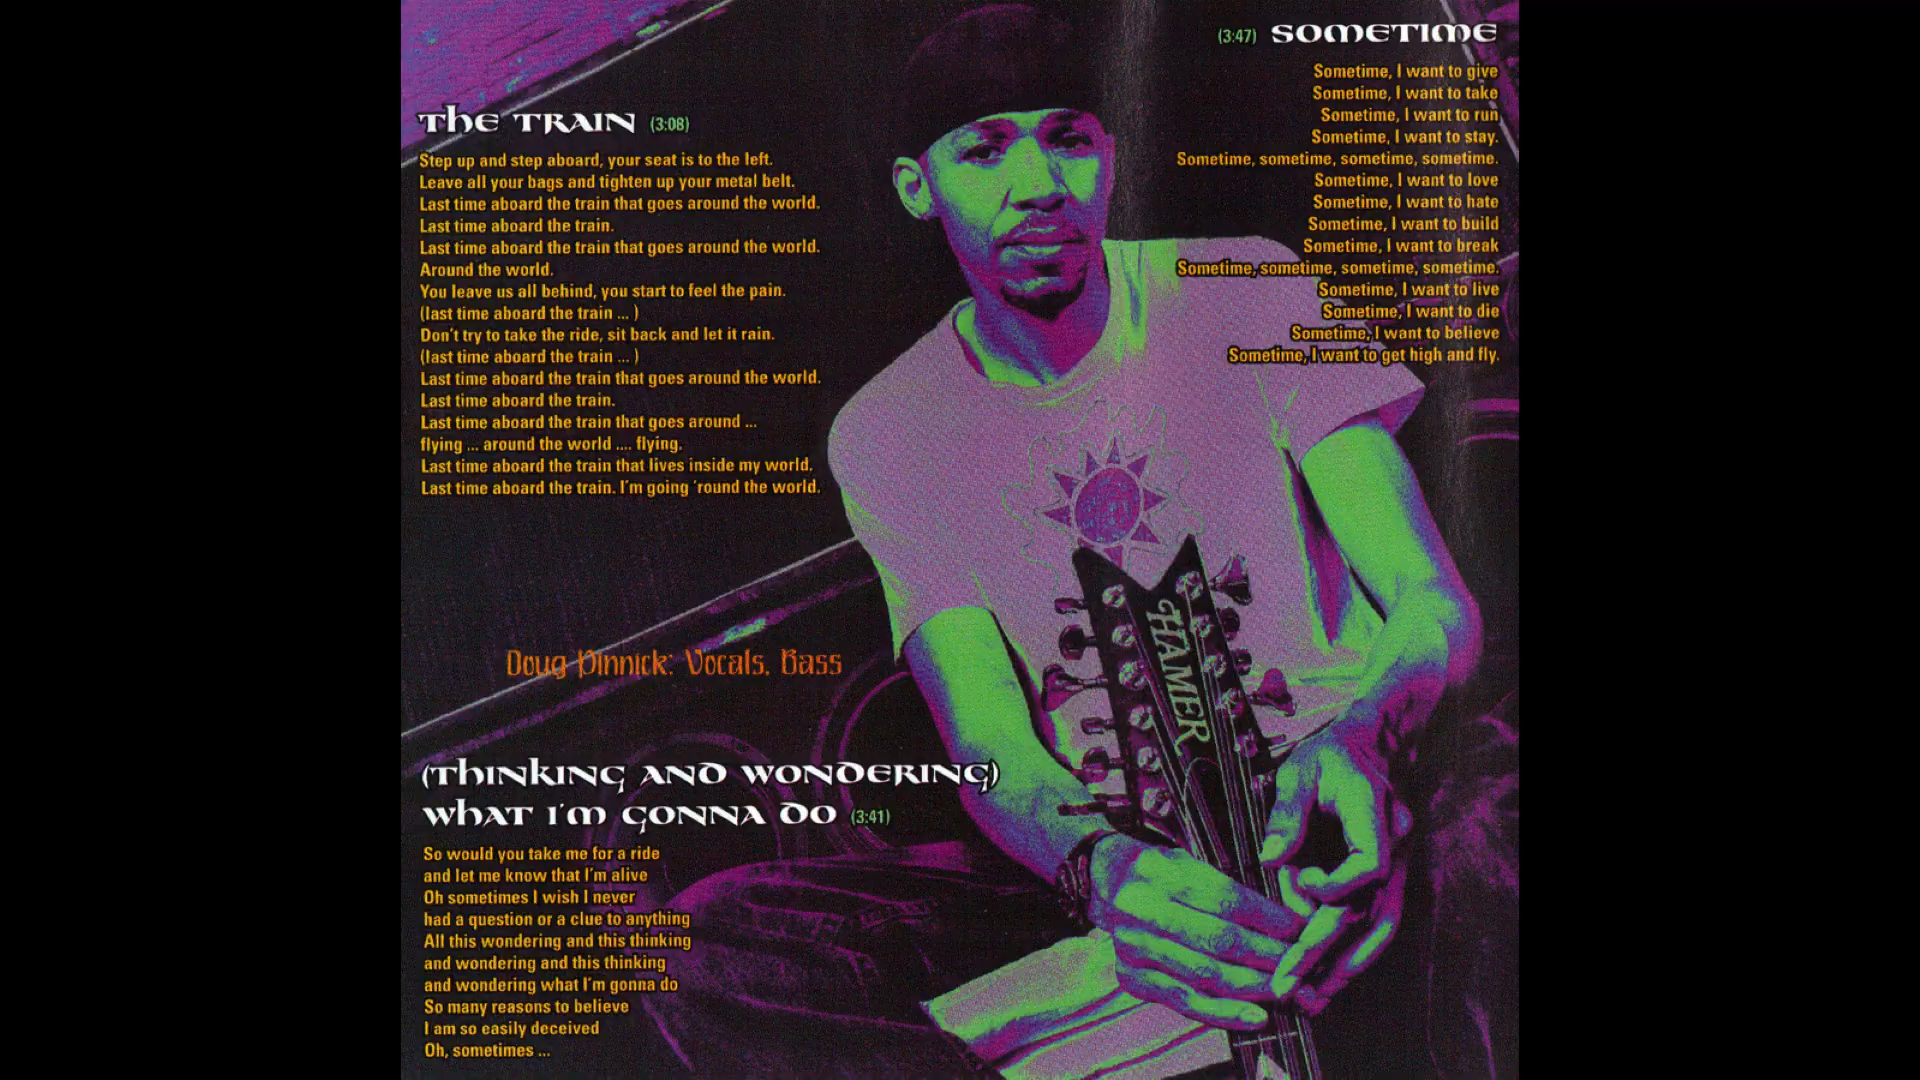 THE TRAIN (3:08)
Step up and step aboard, your seat is to the left.
Leave all your bags and tighten up your metal belt.
Last time aboard the train that goes around the world.
Last time aboard the train.
Last time aboard the train that goes around the world.
Around the world.
You leave us all behind, you start to feel the pain.
(last time aboard the train ... )
Don't try to take the ride, sit back and let it rain.
(last time aboard the train ... )
Last time aboard the train that goes around the world.
Last time aboard the train.
Last time aboard the train that goes around ...
flying ... around the world .... flying.
Last time aboard the train that lives inside my world.
Last time aboard the train. I'm going 'round the world.
(3:47) SOMETIME
Sometime, I want to give
Sometime, I want to take
Sometime, I want to run
Sometime, I want to stay.
Sometime, sometime, sometime, sometime.
Sometime, I want to love
Sometime, I want to hate
Sometime, I want to build
Sometime, I want to break
Sometime, sometime, sometime, sometime.
Sometime, I want to live
Sometime, I want to die
Sometime, I want to believe
Sometime, I want to get high and fly.
HAMER
Doug Pinnick: Vocals, Bass
(THINKING AND WONDERING)
WHAT I'M GONNA DO (3:41)
So would you take me for a ride
and let me know that I'm alive
Oh sometimes I wish I never
had a question or a clue to anything
All this wondering and this thinking
and wondering and this thinking
and wondering what I'm gonna do
So many reasons to believe
I am so easily deceived
Oh, sometimes ...